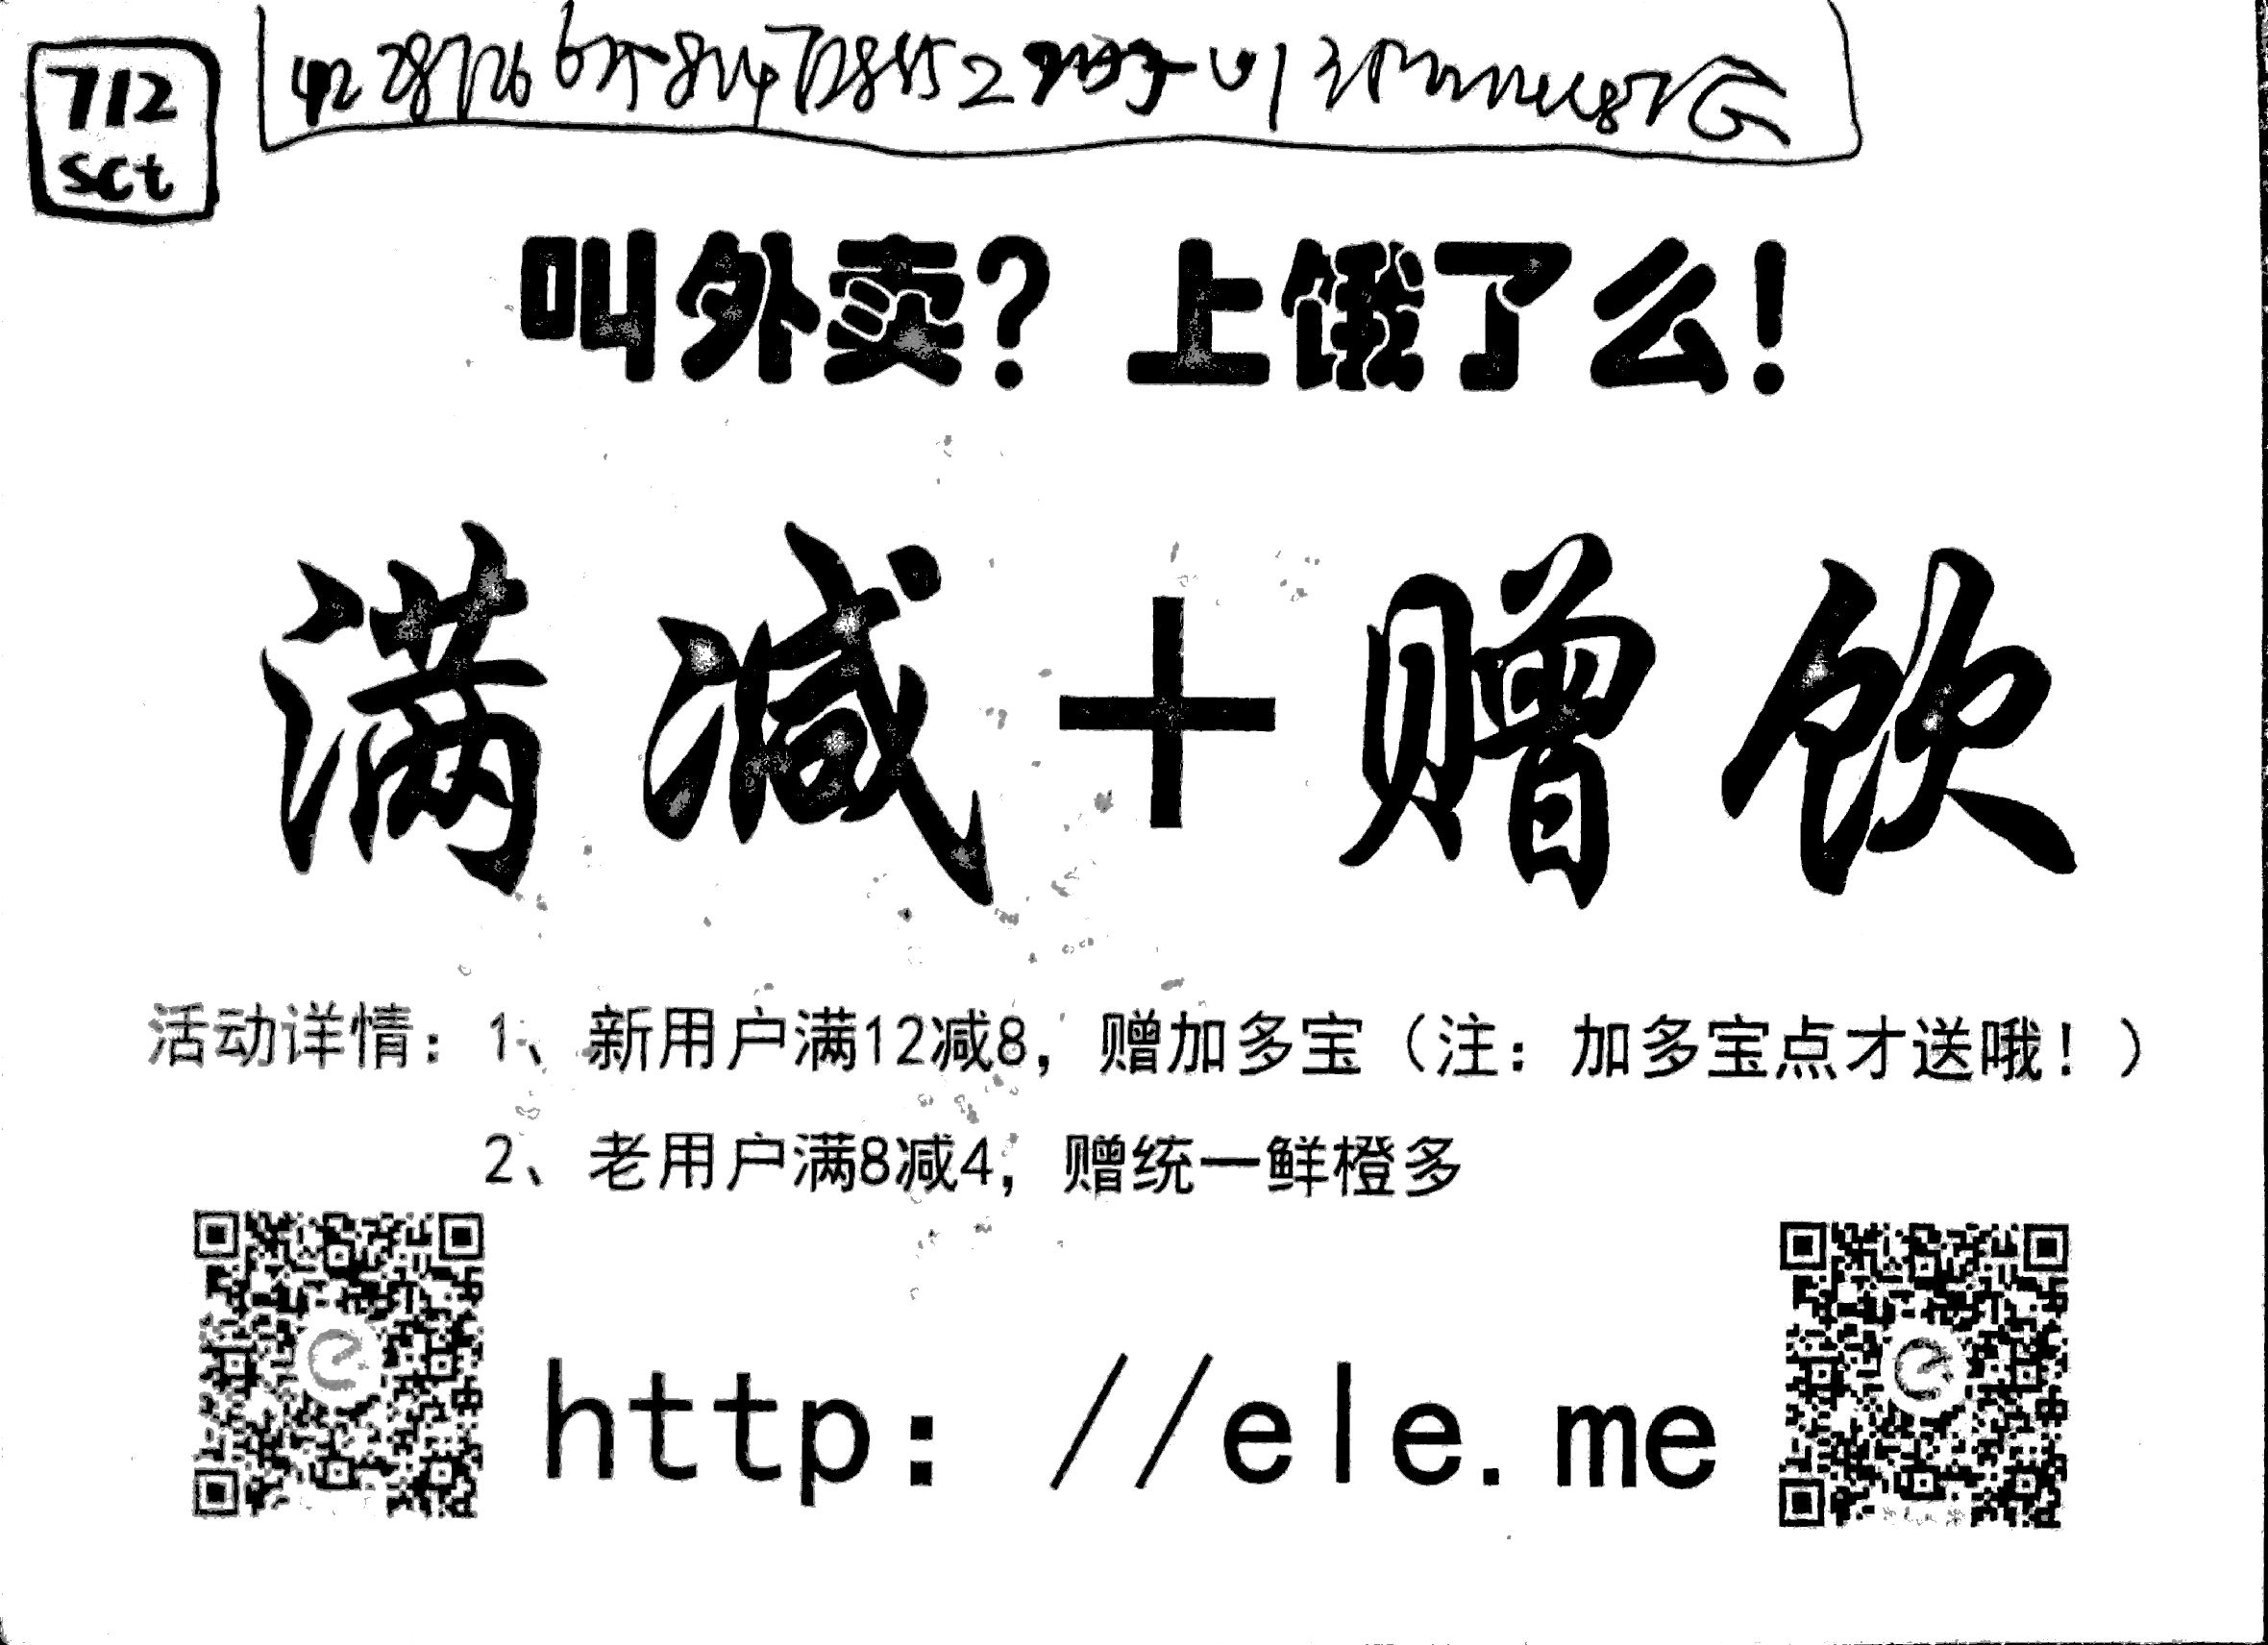 712
sct
叫外卖？上饿了么！
满减＋赠饮
活动详情：1、新用户满12减8，赠加多宝（注：加多宝点才送哦！）
2、老用户满8减4，赠统一鲜橙多
http：//ele.me